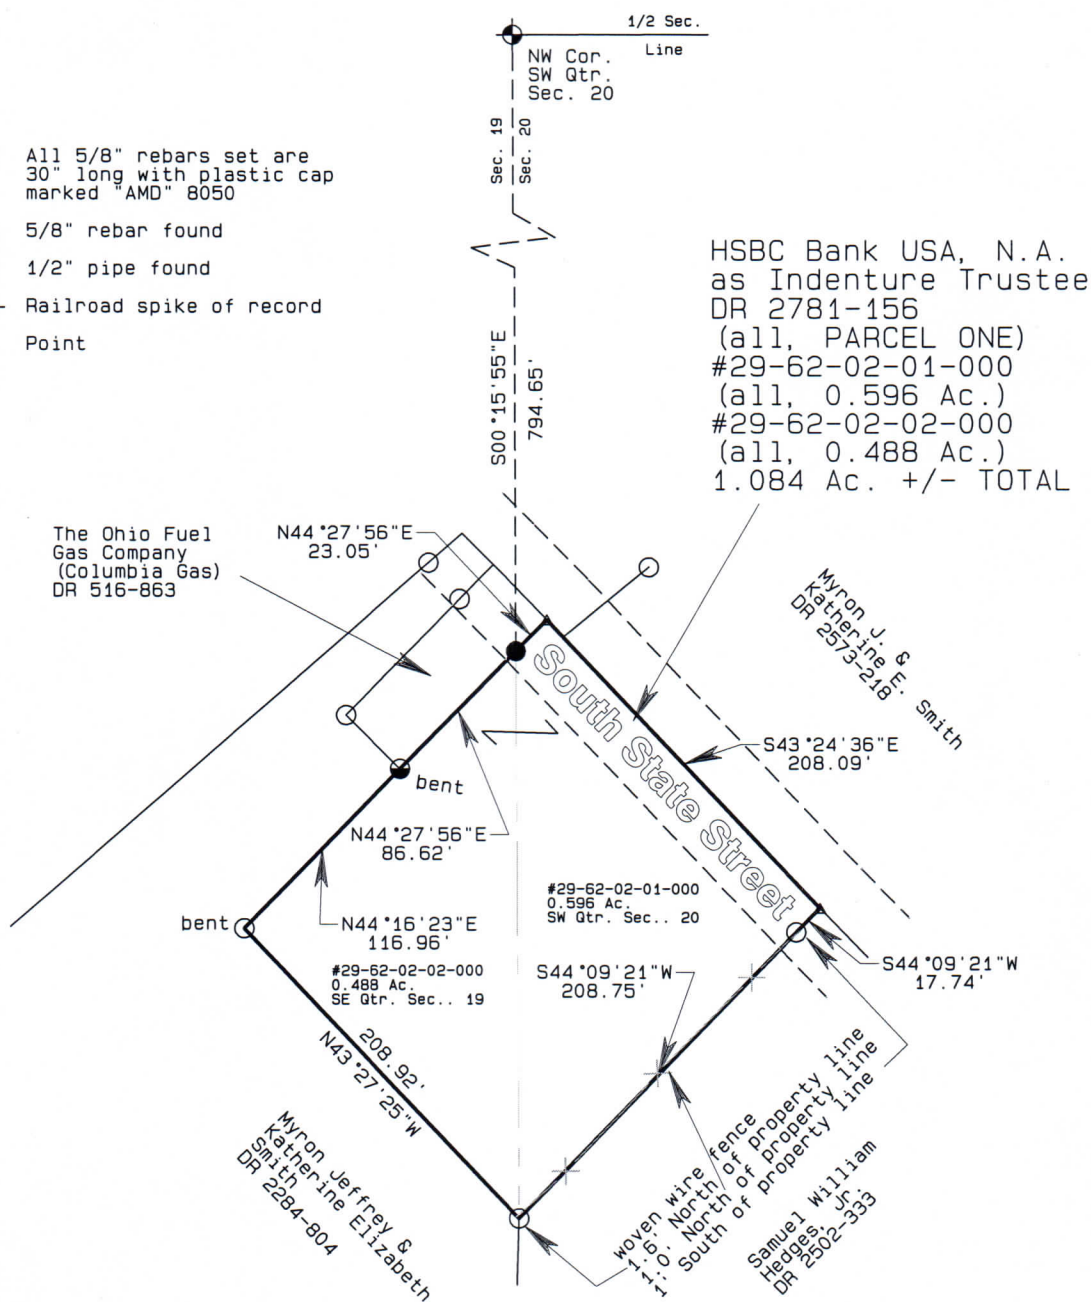 1/2 Sec.
Line
NW Cor.
SW Qtr.
Sec. 20
Sec. 19
Sec. 20
All 5/8" rebars set are
30" long with plastic cap
marked "AMD" 8050
5/8" rebar found
1/2" pipe found
Railroad spike of record
Point
HSBC Bank USA, N.A.
as Indenture Trustee
DR 2781-156
(all, PARCEL ONE)
#29-62-02-01-000
(all, 0.596 Ac.)
#29-62-02-02-000
(all, 0.488 Ac.)
1.084 Ac. +/- TOTAL
S00°15'55"E
794.65'
The Ohio Fuel
Gas Company
(Columbia Gas)
DR 516-863
N44°27'56"E
23.05'
Myron J. &
Katherine E. Smith
DR 2573-218
South State Street
S43°24'36"E
208.09'
bent
N44°27'56"E
86.62'
#29-62-02-01-000
0.596 Ac.
SW Qtr. Sec.. 20
bent
N44°16'23"E
116.96'
#29-62-02-02-000
0.488 Ac.
SE Qtr. Sec.. 19
S44°09'21"W
208.75'
S44°09'21"W
17.74'
208.92'
N43°27'25"W
woven wire fence
1.6' North of property line
1.0' North of property line
1' South of property line
Myron Jeffrey &
Katherine Elizabeth
Smith
DR 2284-804
Samuel William
Hedges, Jr.
DR 2502-333